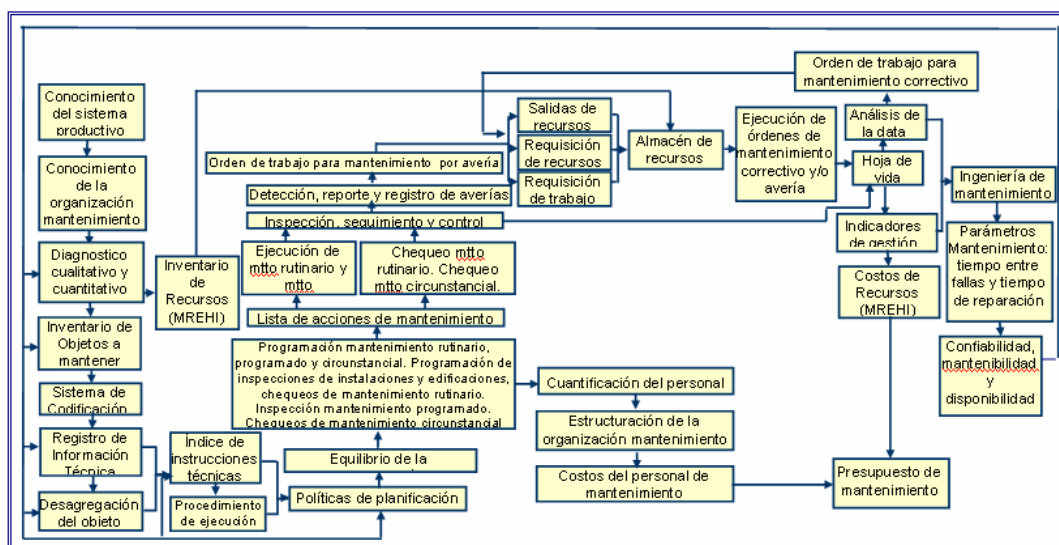 Conocimiento
del sistema
productivo
Conocimiento
de la
organización
mantenimiento
Diagnostico
cualitativo y
cuantitativo
Inventario de
Objetos a
mantener
Sistema de
Codificación
Registro de
Información
Técnica
Desagregación
del objeto
Inventario
de
Recursos
(MREHI)
Índice de
instrucciones
técnicas
Procedimiento
de ejecución
Orden de trabajo para mantenimiento por avería
Detección, reporte y registro de averías
Inspección, seguimiento y control
Ejecución de
mtto rutinario y
mtto
Chequeo mtto
rutinario. Chequeo
mtto circunstancial.
Lista de acciones de mantenimiento
Programación mantenimiento rutinario,
programado y circunstancial. Programación de
inspecciones de instalaciones y edificaciones,
chequeos de mantenimiento rutinario.
Inspección mantenimiento programado.
Chequeos de mantenimiento circunstancial
Equilibrio de la
Políticas de planificación
Salidas de
recursos
Requisición
de recursos
Requisición
de trabajo
Almacén de
recursos
Cuantificación del personal
Estructuración de la
organización mantenimiento
Costos del personal de
mantenimiento
Ejecución de
órdenes de
mantenimiento
correctivo y/o
avería
Orden de trabajo para
mantenimiento correctivo
Análisis de
la data
Hoja de
vida
Indicadores
de gestión
Costos de
Recursos
(MREHI)
Presupuesto de
mantenimiento
Ingeniería de
mantenimiento
Parámetros
Mantenimiento:
tiempo entre
fallas y tiempo
de reparación
Confiabilidad,
mantenibilidad
y
disponibilidad